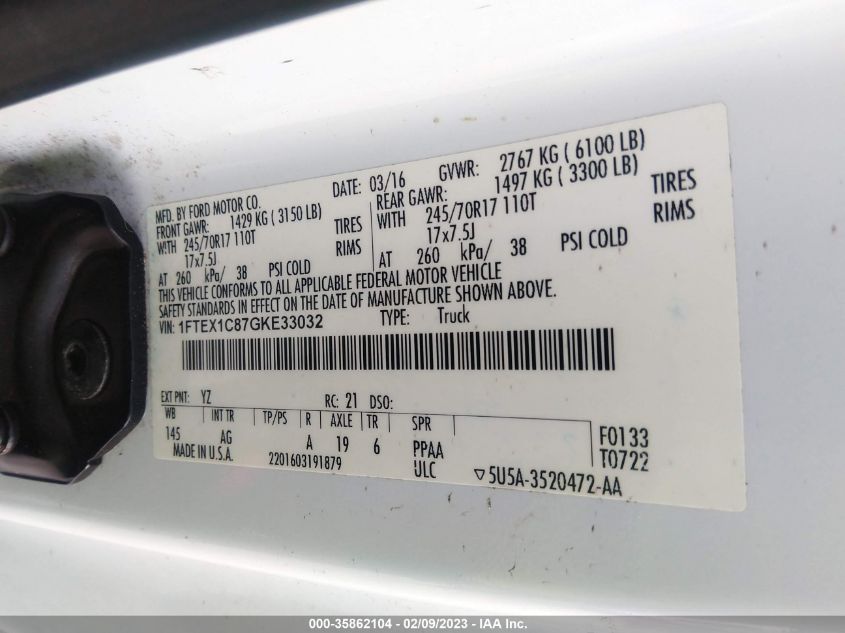 MFD. BY FORD MOTOR CO.
DATE: 03/16 GVWR: 2767 KG ( 6100 LB)
FRONT GAWR: 1429 KG ( 3150 LB)
WITH 245/70R17 110T TIRES
17x7.5J RIMS
AT 260 kPa/ 38 PSI COLD
REAR GAWR: 1497 KG ( 3300 LB)
WITH 245/70R17 110T TIRES
17x7.5J RIMS
AT 260 kPa/ 38 PSI COLD
THIS VEHICLE CONFORMS TO ALL APPLICABLE FEDERAL MOTOR VEHICLE
SAFETY STANDARDS IN EFFECT ON THE DATE OF MANUFACTURE SHOWN ABOVE.
VIN: 1FTEX1C87GKE33032 TYPE: Truck
EXT PNT: YZ RC: 21 DSO:
WB INT TR TP/PS R AXLE TR SPR
145 AG A 19 6 PPAA
MADE IN U.S.A. 2201603191879 ULC
F0133
T0722
▽5U5A-3520472-AA
000-35862104 - 02/09/2023 - IAA Inc.